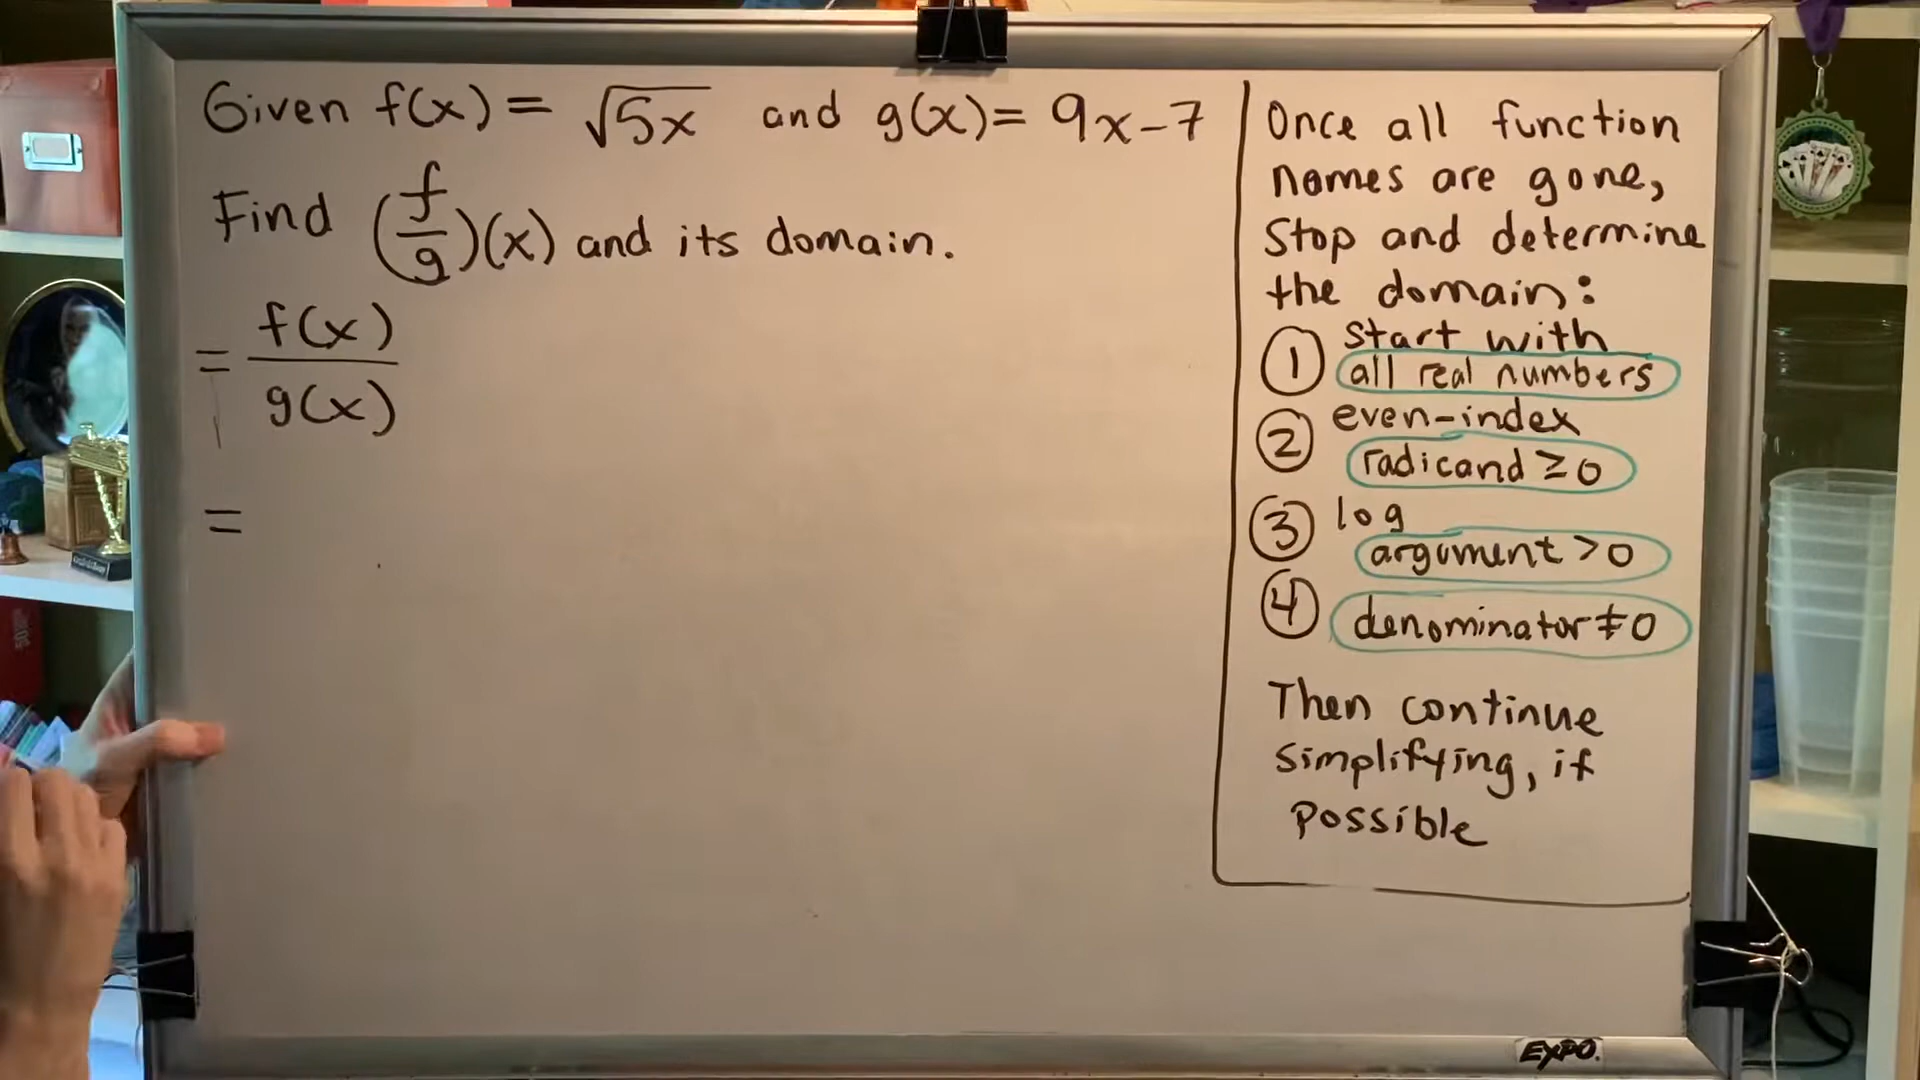 Given f(x) = √5x and g(x) = 9x-7
Find (f/g)(x) and its domain.
= f(x)/g(x)
=
Once all function
names are gone,
Stop and determine
the domain:
① start with
all real numbers
② even-index
radicand ≥ 0
③ log
argument > 0
④ denominator ≠ 0
Then continue
simplifying, if
possible
EXPO.